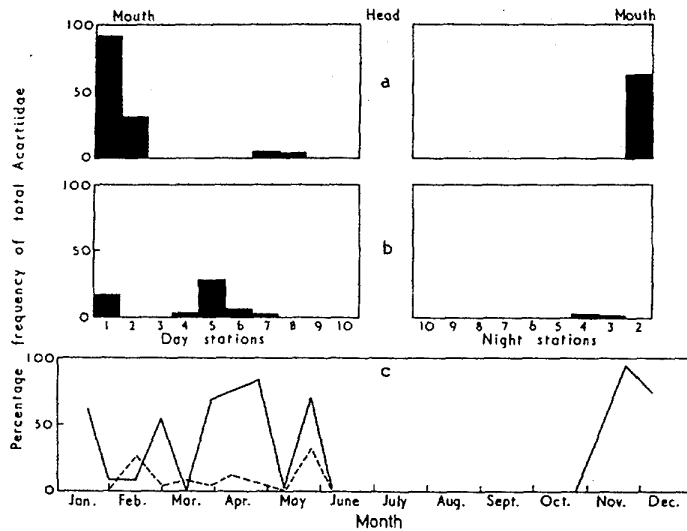 Mouth Head Mouth
100
50
0
a
100
50
0
b
1 2 3 4 5 6 7 8 9 10
Day stations
10 9 8 7 6 5 4 3 2
Night stations
Percentage frequency of total Acartiidae
100
50
0
c
Jan. Feb. Mar. Apr. May June July Aug. Sept. Oct. Nov. Dec.
Month